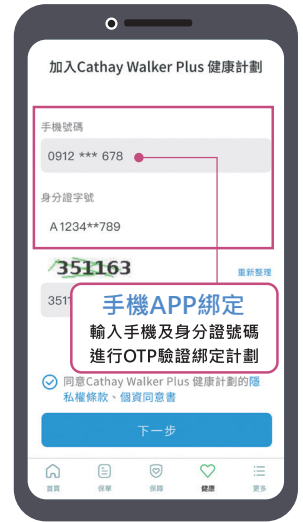 加入Cathay Walker Plus 健康計劃
手機號碼
0912 *** 678
身分證字號
A1234**789
351163
重新整理
351
手機APP綁定
輸入手機及身分證號碼
進行OTP驗證綁定計劃
同意Cathay Walker Plus 健康計劃的隱
私權條款、個資同意書
下一步
首頁 保單 保障 健康 更多